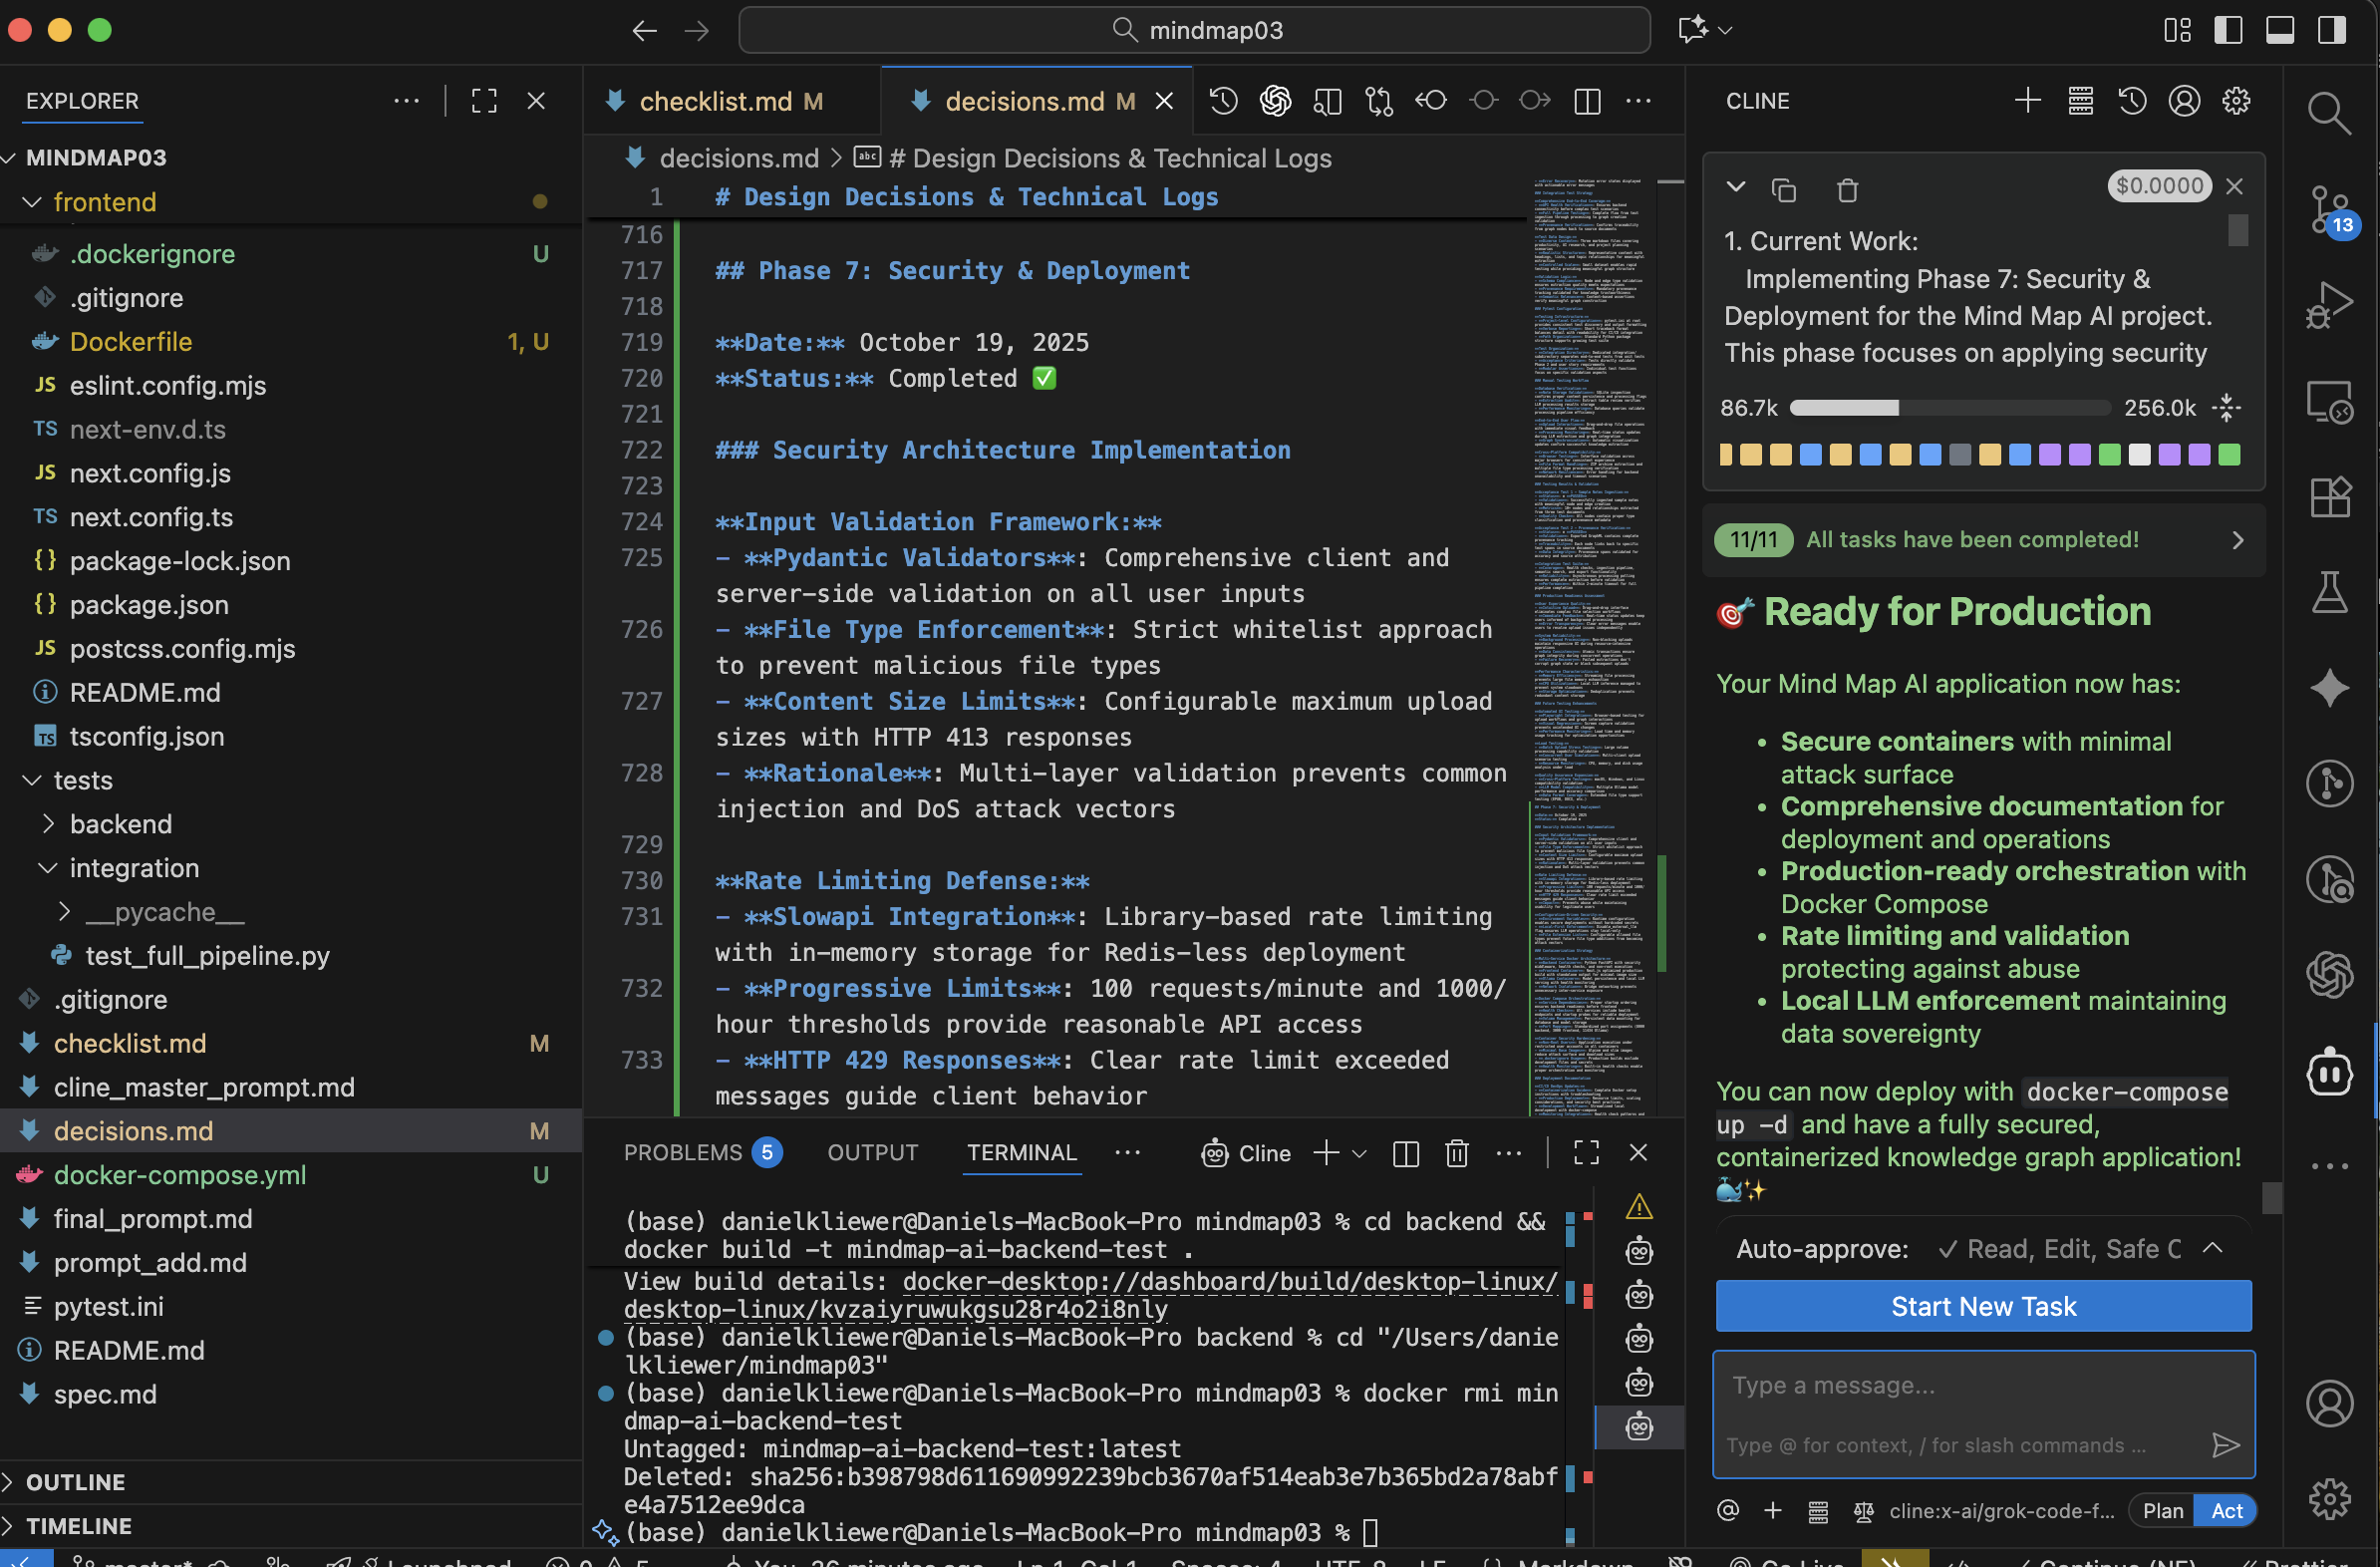 mindmap03
EXPLORER
MINDMAP03
frontend
.dockerignore U
.gitignore
Dockerfile 1, U
JS eslint.config.mjs
TS next-env.d.ts
JS next.config.js
TS next.config.ts
{} package-lock.json
{} package.json
JS postcss.config.mjs
README.md
TS tsconfig.json
tests
backend
integration
__pycache__
test_full_pipeline.py
.gitignore
checklist.md M
cline_master_prompt.md
decisions.md M
docker-compose.yml U
final_prompt.md
prompt_add.md
pytest.ini
README.md
spec.md
OUTLINE
TIMELINE
checklist.md M
decisions.md M
decisions.md > abc # Design Decisions & Technical Logs
1 # Design Decisions & Technical Logs
716
717 ## Phase 7: Security & Deployment
718
719 **Date:** October 19, 2025
720 **Status:** Completed ✅
721
722 ### Security Architecture Implementation
723
724 **Input Validation Framework:**
725 - **Pydantic Validators**: Comprehensive client and
server-side validation on all user inputs
726 - **File Type Enforcement**: Strict whitelist approach
to prevent malicious file types
727 - **Content Size Limits**: Configurable maximum upload
sizes with HTTP 413 responses
728 - **Rationale**: Multi-layer validation prevents common
injection and DoS attack vectors
729
730 **Rate Limiting Defense:**
731 - **Slowapi Integration**: Library-based rate limiting
with in-memory storage for Redis-less deployment
732 - **Progressive Limits**: 100 requests/minute and 1000/
hour thresholds provide reasonable API access
733 - **HTTP 429 Responses**: Clear rate limit exceeded
messages guide client behavior
PROBLEMS 5 OUTPUT TERMINAL Cline
(base) danielkliewer@Daniels-MacBook-Pro mindmap03 % cd backend &&
docker build -t mindmap-ai-backend-test .
View build details: docker-desktop://dashboard/build/desktop-linux/
desktop-linux/kvzaiyruwukgsu28r4o2i8nly
(base) danielkliewer@Daniels-MacBook-Pro backend % cd "/Users/danie
lkliewer/mindmap03"
(base) danielkliewer@Daniels-MacBook-Pro mindmap03 % docker rmi min
dmap-ai-backend-test
Untagged: mindmap-ai-backend-test:latest
Deleted: sha256:b398798d611690992239bcb3670af514eab3e7b365bd2a78abf
e4a7512ee9dca
(base) danielkliewer@Daniels-MacBook-Pro mindmap03 %
CLINE
$0.0000
1. Current Work:
Implementing Phase 7: Security &
Deployment for the Mind Map AI project.
This phase focuses on applying security
86.7k 256.0k
11/11 All tasks have been completed!
🎯 Ready for Production
Your Mind Map AI application now has:
• Secure containers with minimal
attack surface
• Comprehensive documentation for
deployment and operations
• Production-ready orchestration with
Docker Compose
• Rate limiting and validation
protecting against abuse
• Local LLM enforcement maintaining
data sovereignty
You can now deploy with docker-compose
up -d and have a fully secured,
containerized knowledge graph application!
🐳✨
Auto-approve: ✓ Read, Edit, Safe C
Start New Task
Type a message...
Type @ for context, / for slash commands ...
cline:x-ai/grok-code-f... Plan Act
13